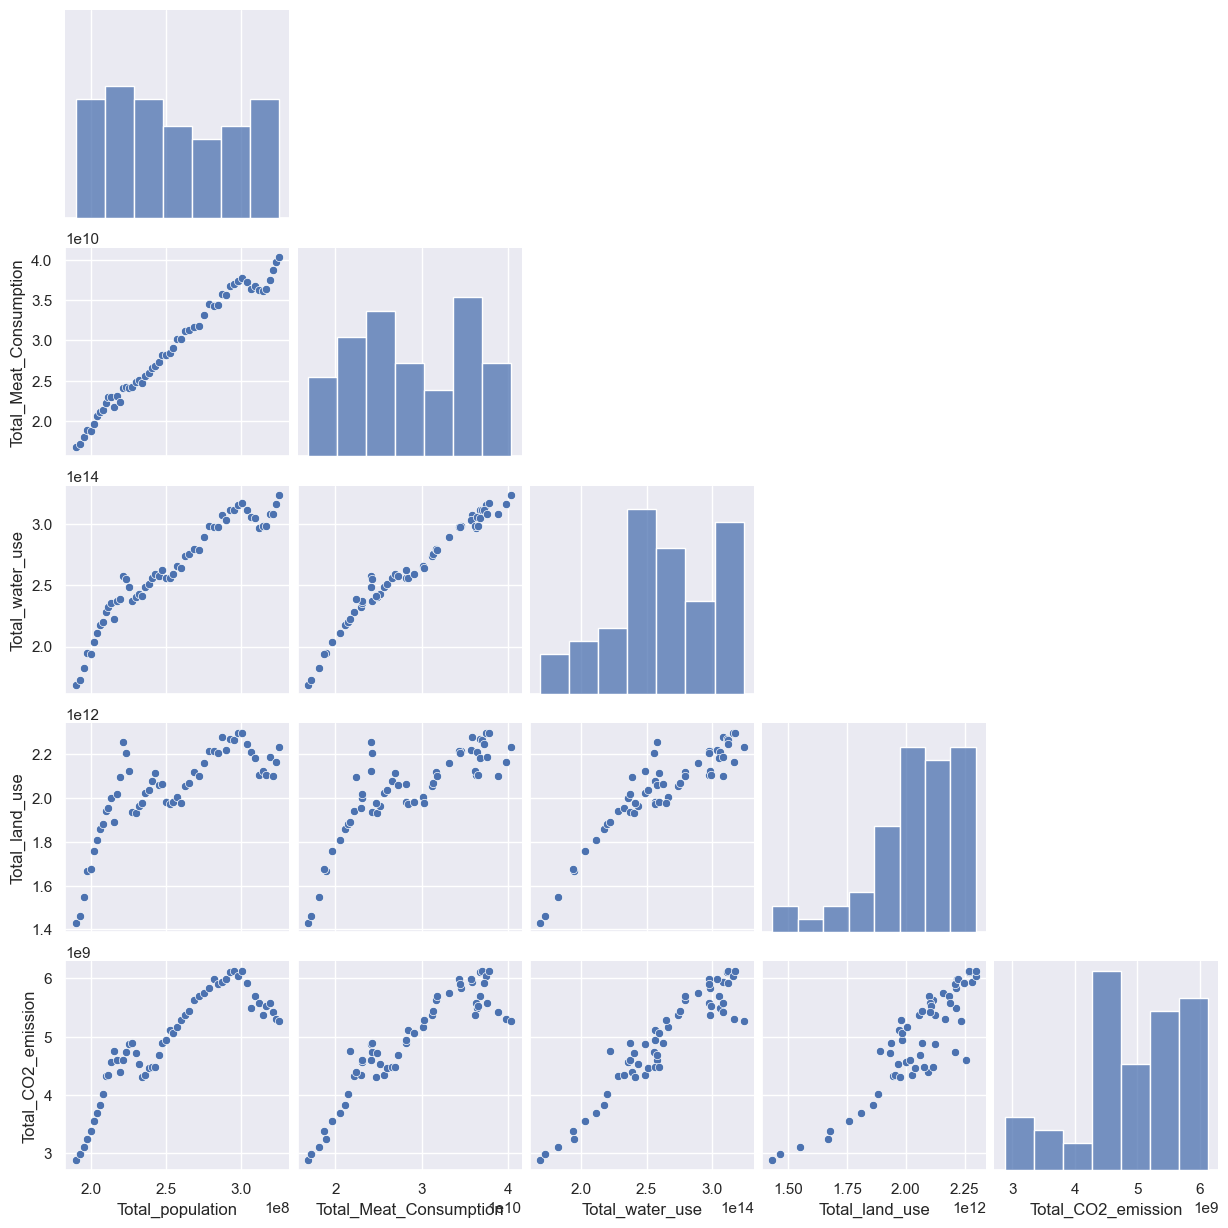 1e10
4.0
3.5
3.0
2.5
2.0
Total_Meat_Consumption
1e14
3.0
2.5
2.0
Total_water_use
1e12
2.2
2.0
1.8
1.6
1.4
Total_land_use
1e9
6
5
4
3
Total_CO2_emission
2.0 3.0 2 3 4 2.0 2.5 3.0 1.50 1.75 2.00 2.25 3 4 5 6
1e8 1e10 1e14 1e12 1e9
Total_population Total_Meat_Consumption Total_water_use Total_land_use Total_CO2_emission